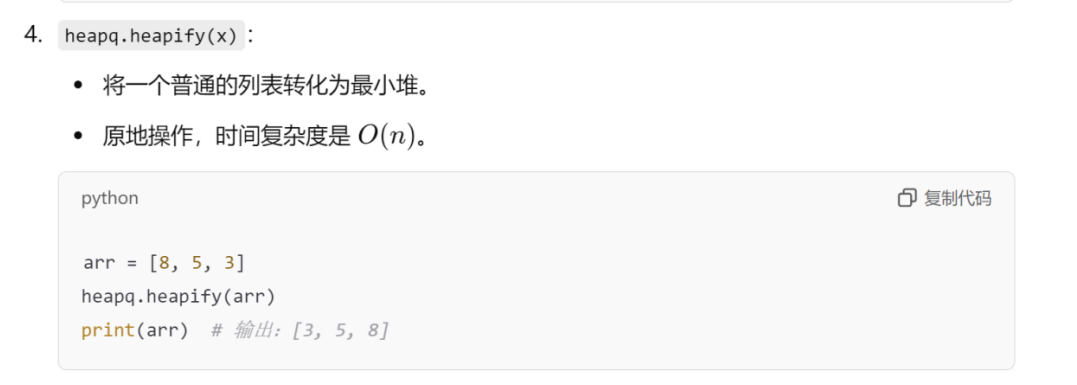 4. heapq.heapify(x)：
• 将一个普通的列表转化为最小堆。
• 原地操作，时间复杂度是 O(n)。
python 复制代码
arr = [8, 5, 3]
heapq.heapify(arr)
print(arr)  # 输出：[3, 5, 8]